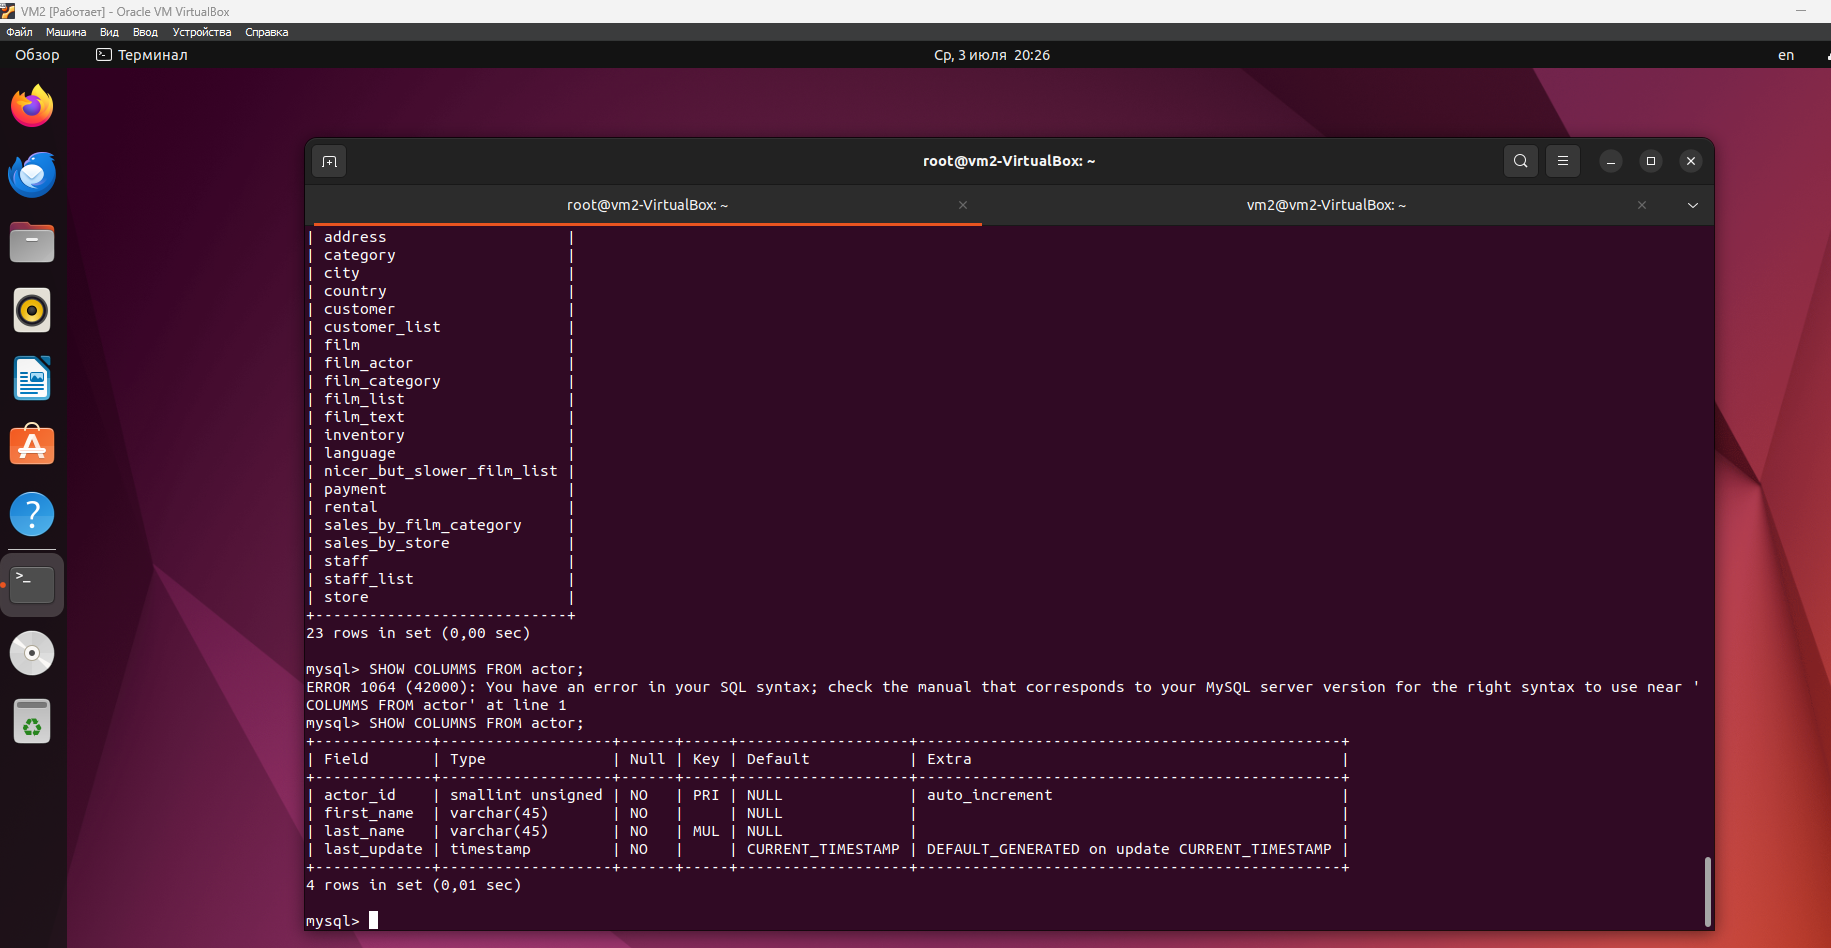 VM2 [Работает] - Oracle VM VirtualBox
Файл Машина Вид Ввод Устройства Справка
Обзор Терминал Ср, 3 июля 20:26 en
root@vm2-VirtualBox: ~
root@vm2-VirtualBox: ~ vm2@vm2-VirtualBox: ~
| address                    |
| category                   |
| city                       |
| country                    |
| customer                   |
| customer_list              |
| film                       |
| film_actor                 |
| film_category              |
| film_list                  |
| film_text                  |
| inventory                  |
| language                   |
| nicer_but_slower_film_list |
| payment                    |
| rental                     |
| sales_by_film_category     |
| sales_by_store             |
| staff                      |
| staff_list                 |
| store                      |
+----------------------------+
23 rows in set (0,00 sec)
mysql> SHOW COLUMMS FROM actor;
ERROR 1064 (42000): You have an error in your SQL syntax; check the manual that corresponds to your MySQL server version for the right syntax to use near '
COLUMMS FROM actor' at line 1
mysql> SHOW COLUMNS FROM actor;
+-------------+-------------------+------+-----+-------------------+-----------------------------------------------+
| Field       | Type              | Null | Key | Default           | Extra                                         |
+-------------+-------------------+------+-----+-------------------+-----------------------------------------------+
| actor_id    | smallint unsigned | NO   | PRI | NULL              | auto_increment                                |
| first_name  | varchar(45)       | NO   |     | NULL              |                                               |
| last_name   | varchar(45)       | NO   | MUL | NULL              |                                               |
| last_update | timestamp         | NO   |     | CURRENT_TIMESTAMP | DEFAULT_GENERATED on update CURRENT_TIMESTAMP |
+-------------+-------------------+------+-----+-------------------+-----------------------------------------------+
4 rows in set (0,01 sec)
mysql>